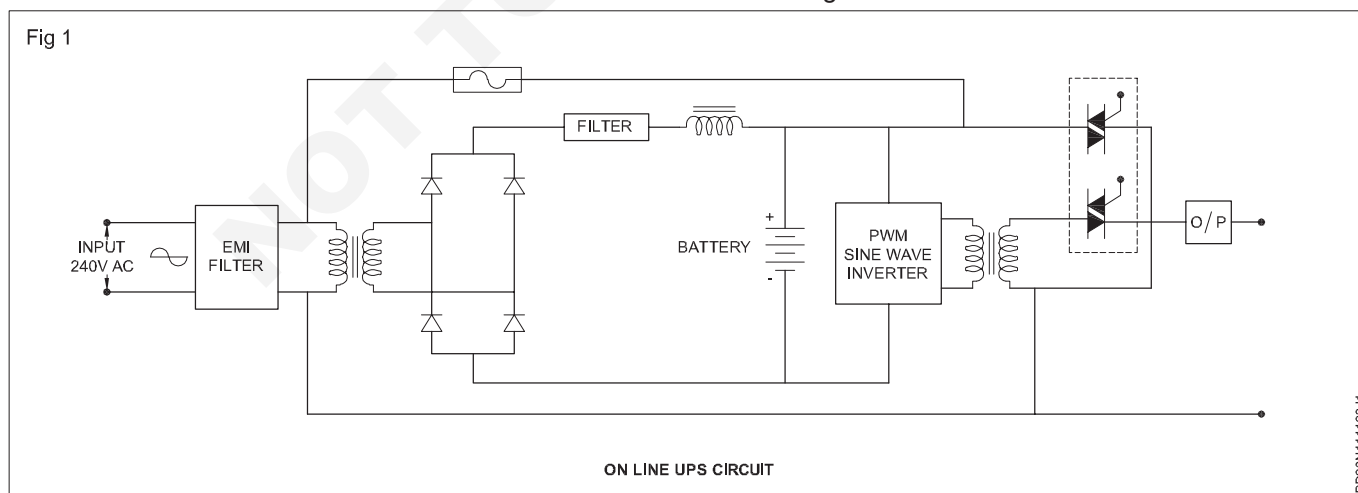 Fig 1
FILTER
INPUT
240V AC
EMI
FILTER
BATTERY
+
-
PWM
SINE WAVE
INVERTER
O/P
ON LINE UPS CIRCUIT